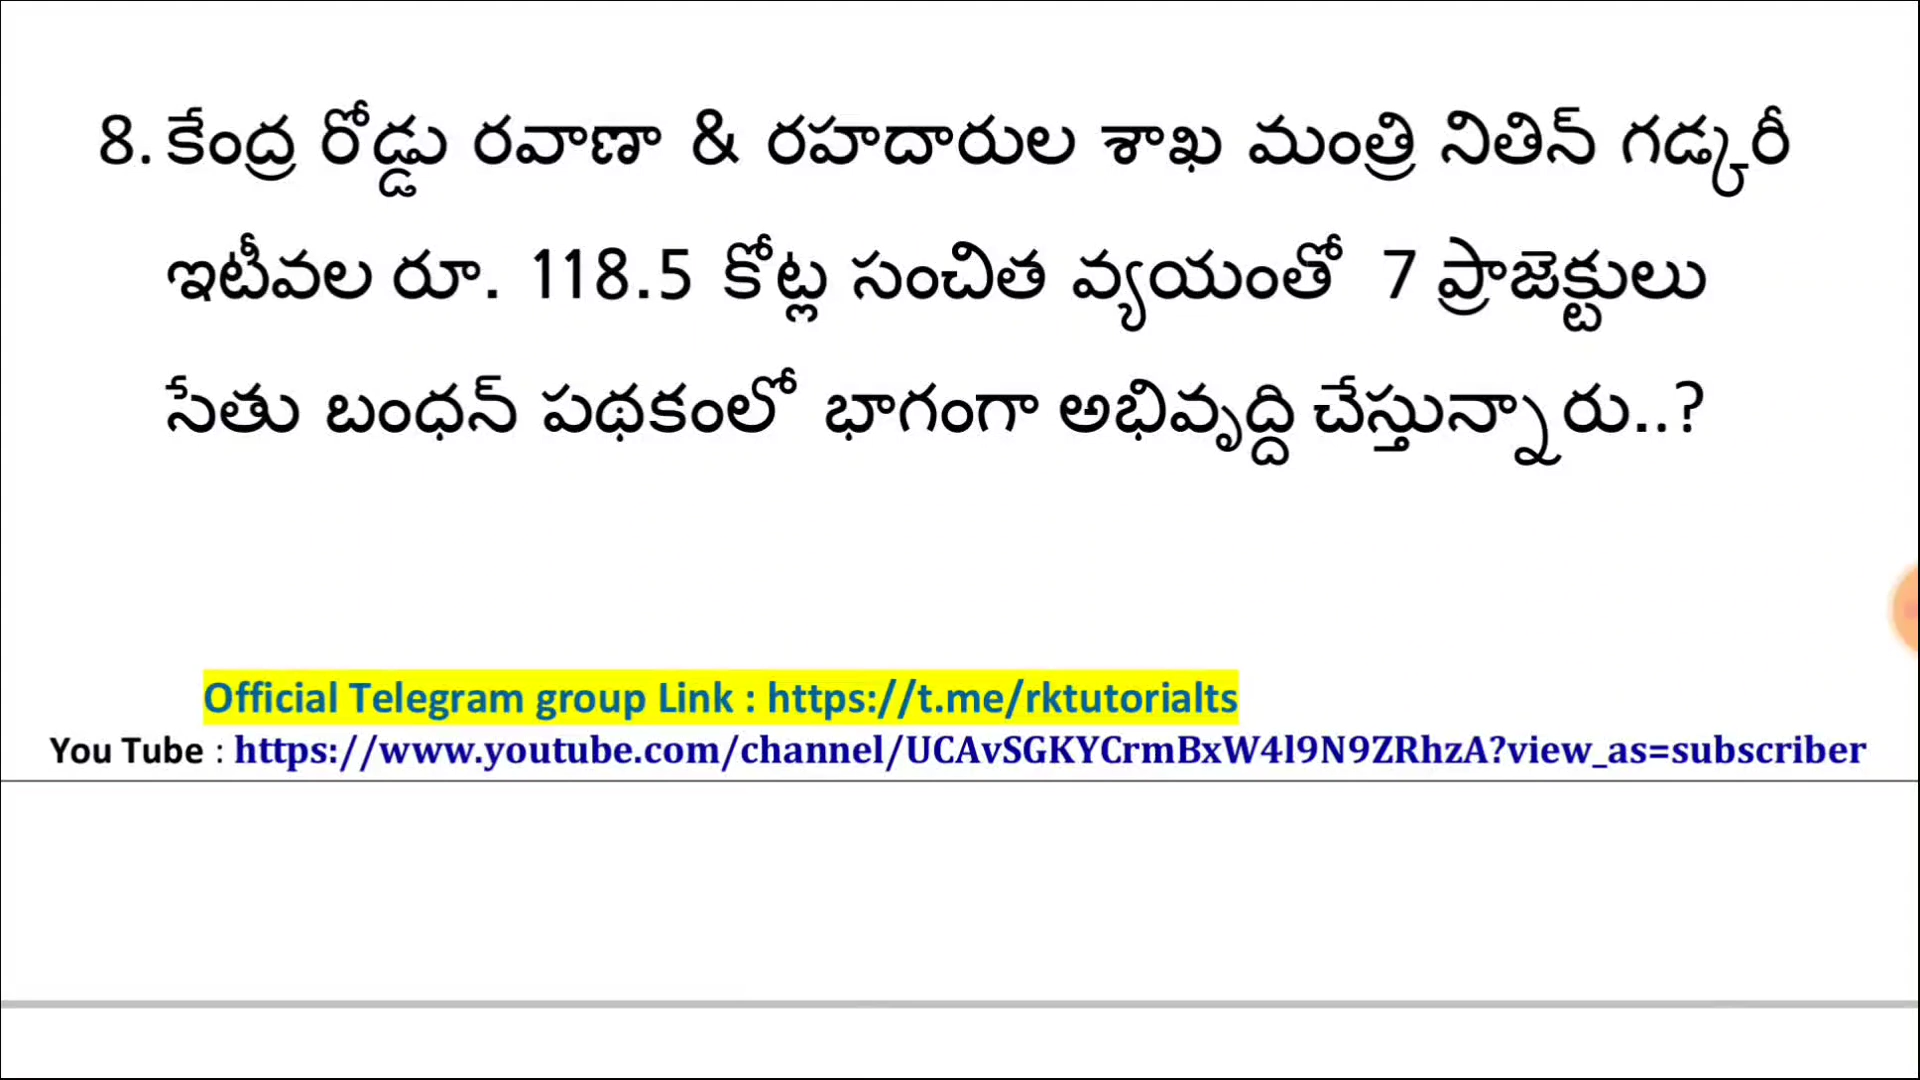 8. కేంద్ర రోడ్డు రవాణా & రహదారుల శాఖ మంత్రి నితిన్ గడ్కరీ
ఇటీవల రూ. 118.5 కోట్ల సంచిత వ్యయంతో 7 ప్రాజెక్టులు
సేతు బంధన్ పథకంలో భాగంగా అభివృద్ధి చేస్తున్నారు..?
Official Telegram group Link : https://t.me/rktutorialts
You Tube : https://www.youtube.com/channel/UCAvSGKYCrmBxW4l9N9ZRhzA?view_as=subscriber